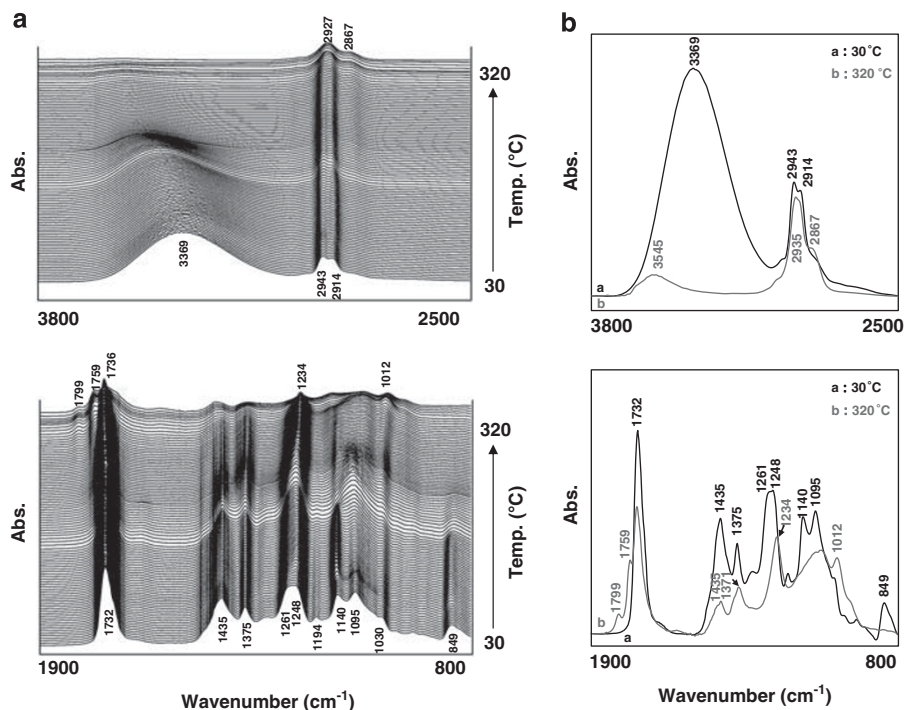 a
2927
2867
320
Abs.
Temp. (°C)
3369
2943
2914
30
3800
2500
1799
1759
1736
1234
1012
320
Abs.
Temp. (°C)
1732
1435
1375
1261
1248
1194
1140
1095
1030
849
30
1900
800
Wavenumber (cm-1)
b
a : 30˚C
b : 320 ˚C
3369
Abs.
2943
2914
3545
2935
2867
a
b
3800
2500
a : 30˚C
b : 320˚C
1732
Abs.
1435
1375
1261
1248
1234
1140
1095
1012
1759
1799
1435
1371
849
b
a
1900
800
Wavenumber (cm-1)